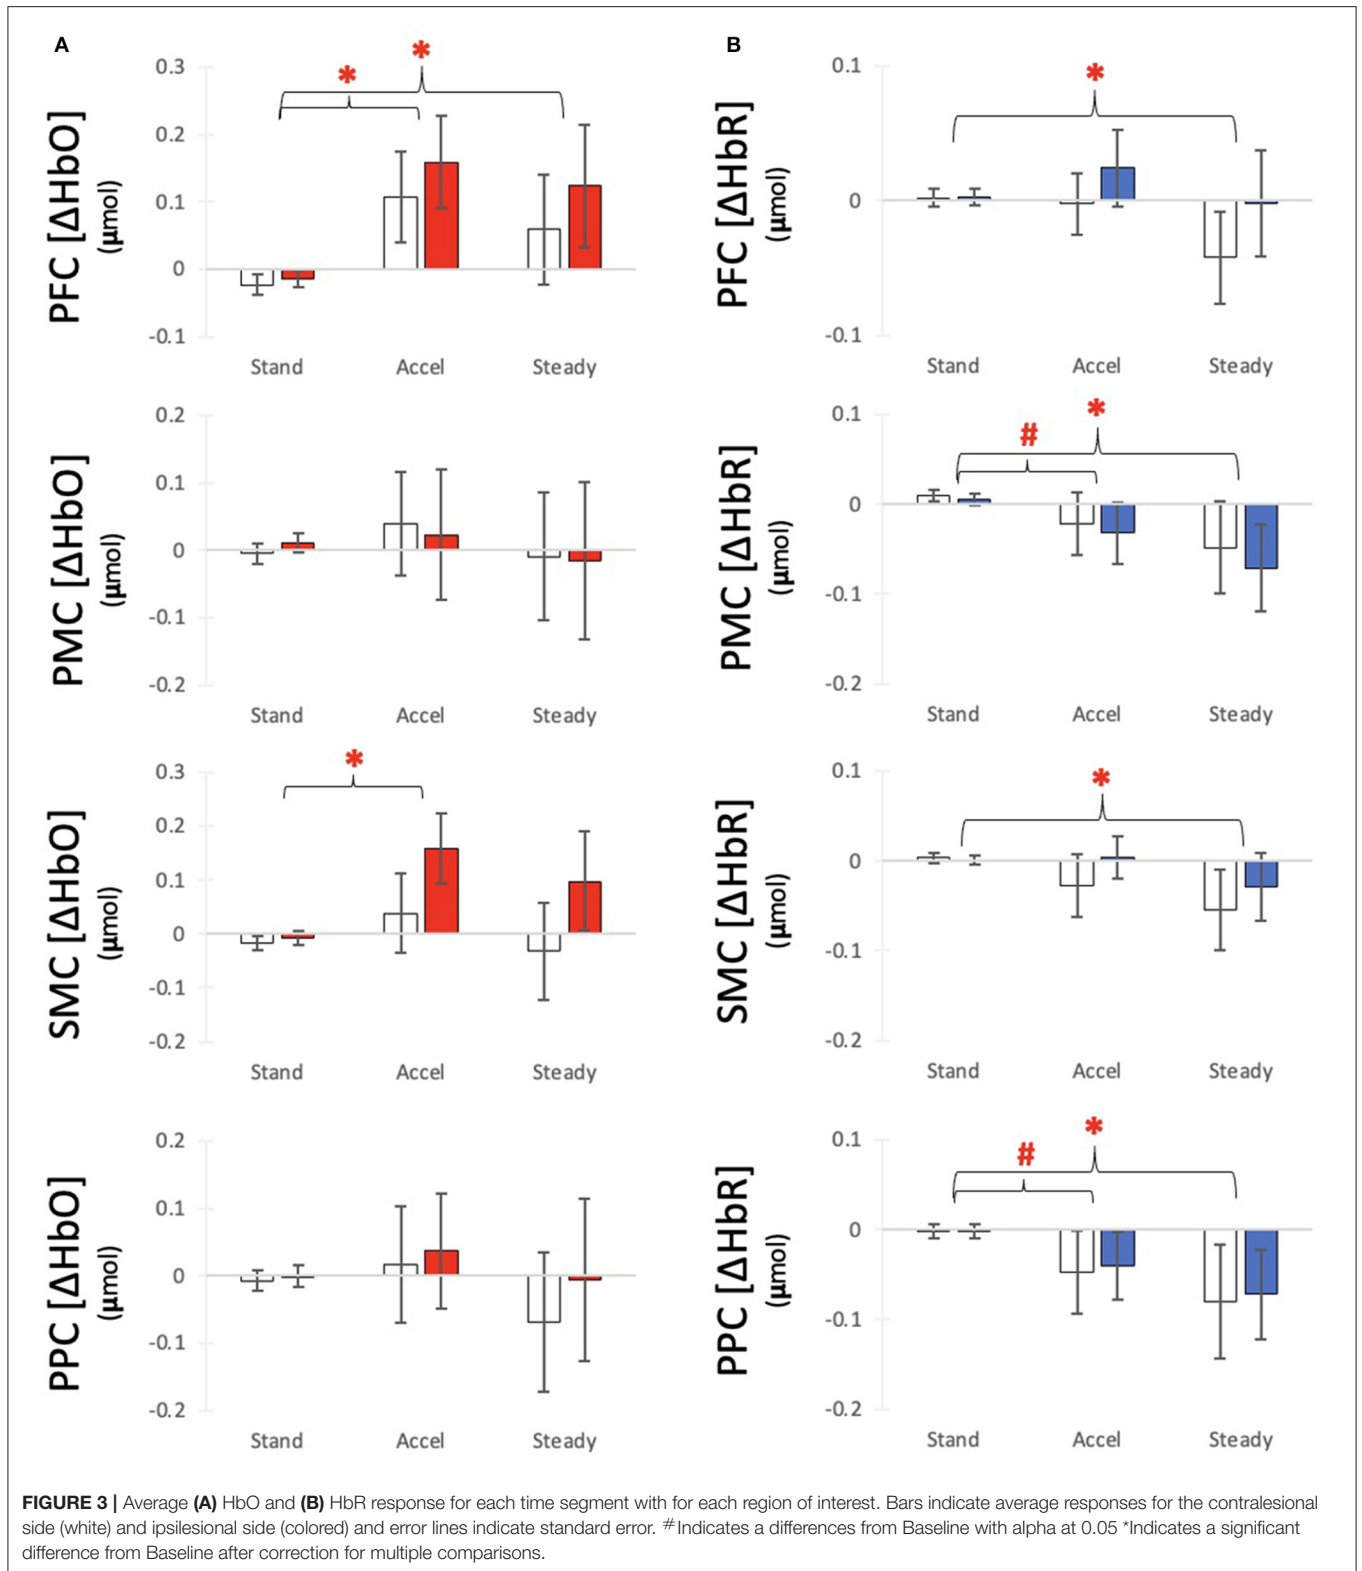 A
B
*
*
PFC [ΔHbO]
(μmol)
0.3
0.2
0.1
0
-0.1
Stand Accel Steady
*
PFC [ΔHbR]
(μmol)
0.1
0
-0.1
Stand Accel Steady
PMC [ΔHbO]
(μmol)
0.2
0.1
0
-0.1
-0.2
Stand Accel Steady
*
#
PMC [ΔHbR]
(μmol)
0.1
0
-0.1
-0.2
Stand Accel Steady
*
SMC [ΔHbO]
(μmol)
0.3
0.2
0.1
0
-0.1
-0.2
Stand Accel Steady
*
SMC [ΔHbR]
(μmol)
0.1
0
-0.1
-0.2
Stand Accel Steady
PPC [ΔHbO]
(μmol)
0.2
0.1
0
-0.1
-0.2
Stand Accel Steady
*
#
PPC [ΔHbR]
(μmol)
0.1
0
-0.1
-0.2
Stand Accel Steady
FIGURE 3 | Average (A) HbO and (B) HbR response for each time segment with for each region of interest. Bars indicate average responses for the contralesional
side (white) and ipsilesional side (colored) and error lines indicate standard error. #Indicates a differences from Baseline with alpha at 0.05 *Indicates a significant
difference from Baseline after correction for multiple comparisons.